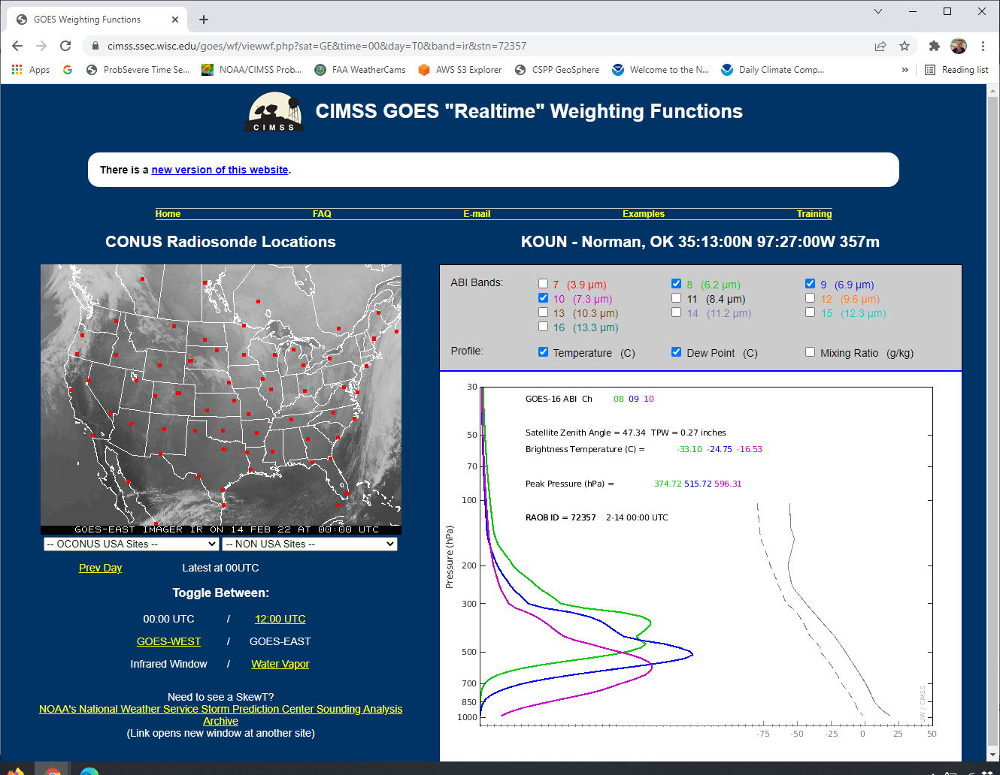 GOES Weighting Functions
cimss.ssec.wisc.edu/goes/wf/viewwf.php?sat=GE&time=00&day=T0&band=ir&stn=72357
Apps
ProbSevere Time Se...
NOAA/CIMSS Prob...
FAA WeatherCams
AWS S3 Explorer
CSPP GeoSphere
Welcome to the N...
Daily Climate Comp...
»
Reading list
CIMSS
CIMSS GOES "Realtime" Weighting Functions
There is a new version of this website.
Home FAQ E-mail Examples Training
CONUS Radiosonde Locations
GOES-EAST IMAGER IR ON 14 FEB 22 AT 00:00 UTC
-- OCONUS USA Sites -- -- NON USA Sites --
Prev Day Latest at 00UTC
Toggle Between:
00:00 UTC / 12:00 UTC
GOES-WEST / GOES-EAST
Infrared Window / Water Vapor
Need to see a SkewT?
NOAA's National Weather Service Storm Prediction Center Sounding Analysis
Archive
(Link opens new window at another site)
KOUN - Norman, OK 35:13:00N 97:27:00W 357m
ABI Bands: 7 (3.9 µm) 8 (6.2 µm) 9 (6.9 µm)
10 (7.3 µm) 11 (8.4 µm) 12 (9.6 µm)
13 (10.3 µm) 14 (11.2 µm) 15 (12.3 µm)
16 (13.3 µm)
Profile: Temperature (C) Dew Point (C) Mixing Ratio (g/kg)
GOES-16 ABI Ch 08 09 10
Satellite Zenith Angle = 47.34 TPW = 0.27 inches
Brightness Temperature (C) = -33.10 -24.75 -16.53
Peak Pressure (hPa) = 374.72 515.72 596.31
RAOB ID = 72357 2-14 00:00 UTC
Pressure (hPa)
30
50
70
100
200
300
500
700
850
1000
-75 -50 -25 0 25 50
UW / CIMSS